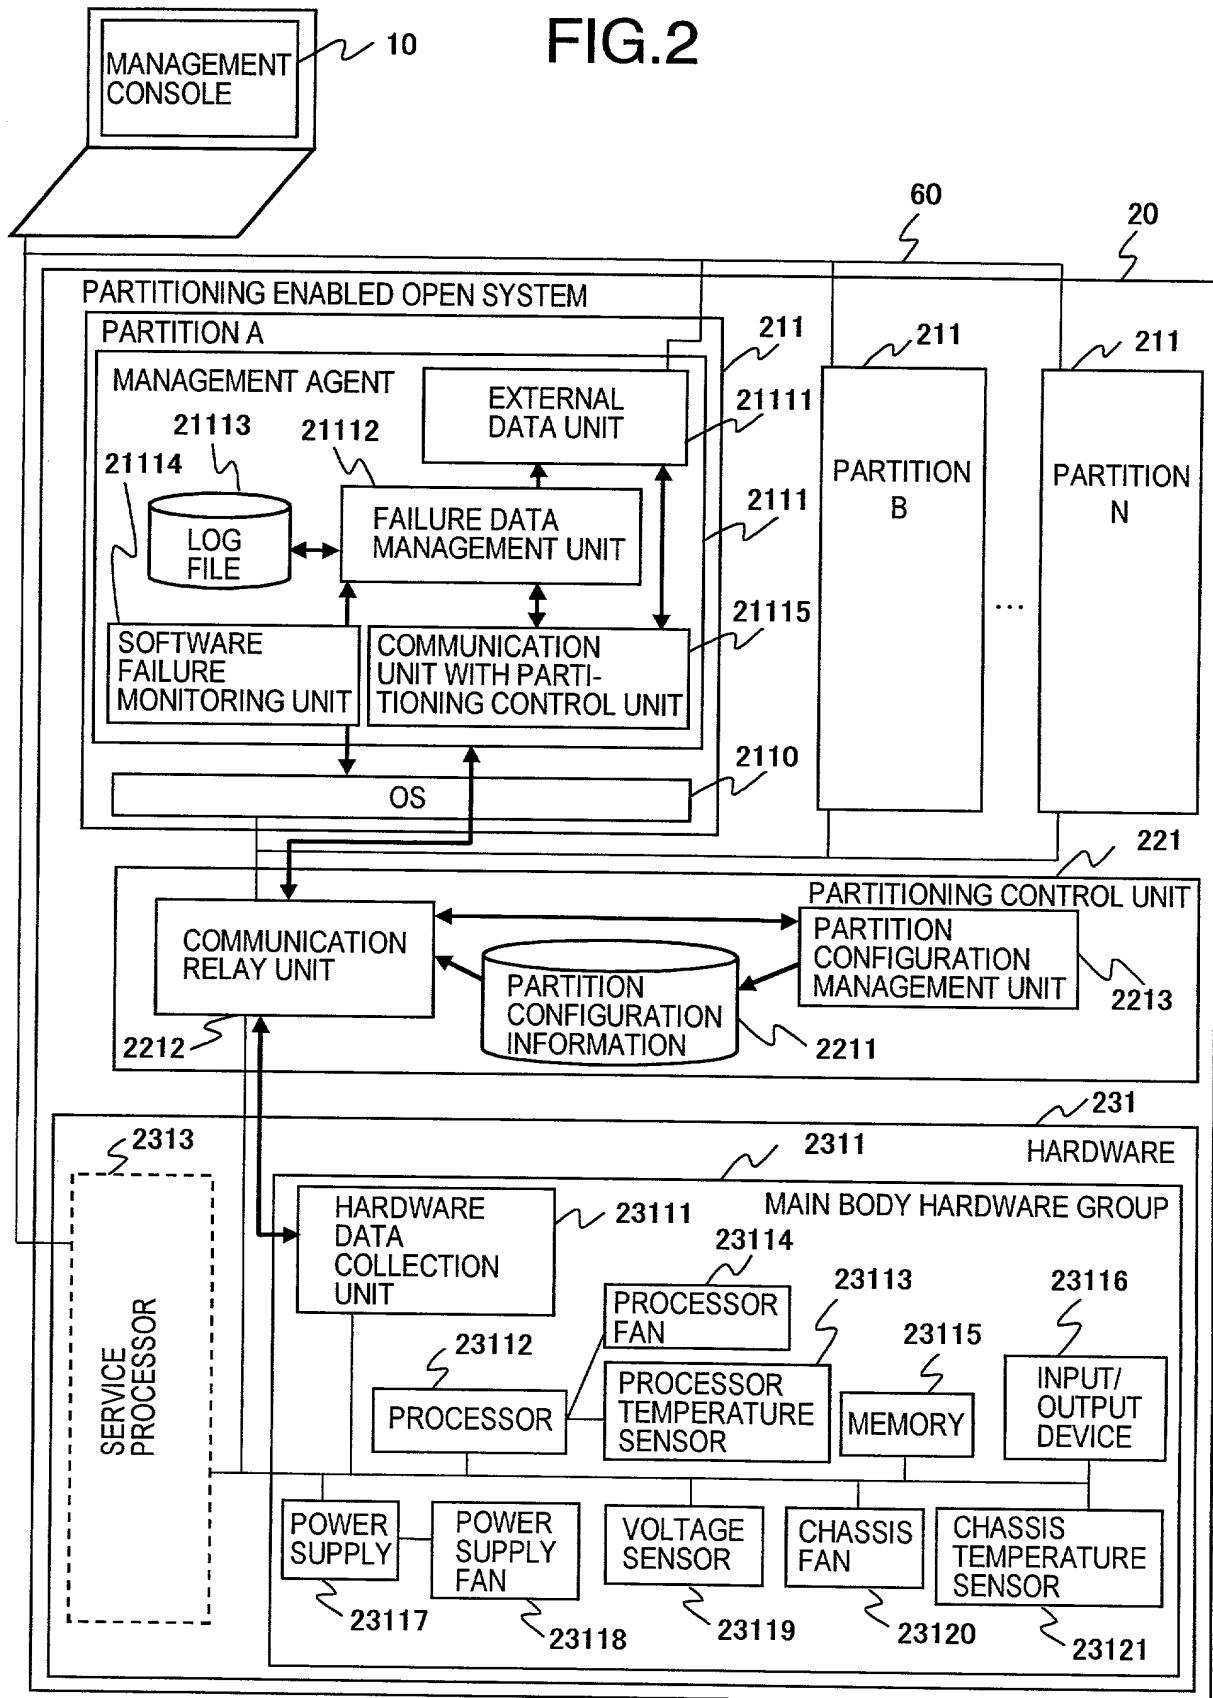 FIG.2
10
MANAGEMENT
CONSOLE
60
20
PARTITIONING ENABLED OPEN SYSTEM
PARTITION A
211
211
211
MANAGEMENT AGENT
EXTERNAL
DATA UNIT
21111
21113
21112
21114
PARTITION
B
PARTITION
N
LOG
FILE
FAILURE DATA
MANAGEMENT UNIT
2111
...
21115
SOFTWARE
FAILURE
MONITORING UNIT
COMMUNICATION
UNIT WITH PARTI-
TIONING CONTROL UNIT
2110
OS
221
PARTITIONING CONTROL UNIT
COMMUNICATION
RELAY UNIT
PARTITION
CONFIGURATION
MANAGEMENT UNIT
PARTITION
CONFIGURATION
INFORMATION
2213
2212
2211
231
2313
2311
HARDWARE
MAIN BODY HARDWARE GROUP
HARDWARE
DATA
COLLECTION
UNIT
23111
23114
23113
23116
PROCESSOR
FAN
23112
23115
SERVICE
PROCESSOR
PROCESSOR
PROCESSOR
TEMPERATURE
SENSOR
MEMORY
INPUT/
OUTPUT
DEVICE
POWER
SUPPLY
POWER
SUPPLY
FAN
VOLTAGE
SENSOR
CHASSIS
FAN
CHASSIS
TEMPERATURE
SENSOR
23117
23118
23119
23120
23121